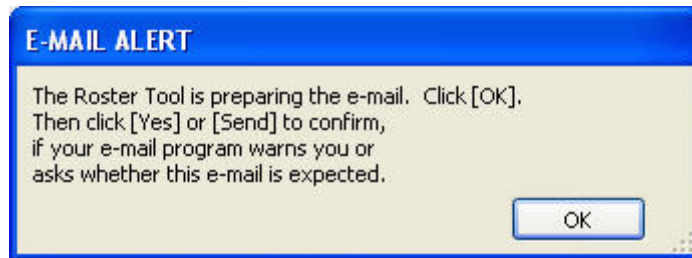 E-MAIL ALERT
The Roster Tool is preparing the e-mail.  Click [OK].
Then click [Yes] or [Send] to confirm,
if your e-mail program warns you or
asks whether this e-mail is expected.
OK